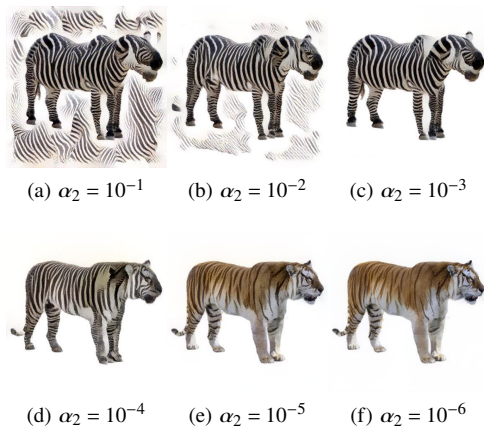 (a) α₂ = 10⁻¹ (b) α₂ = 10⁻² (c) α₂ = 10⁻³
(d) α₂ = 10⁻⁴ (e) α₂ = 10⁻⁵ (f) α₂ = 10⁻⁶